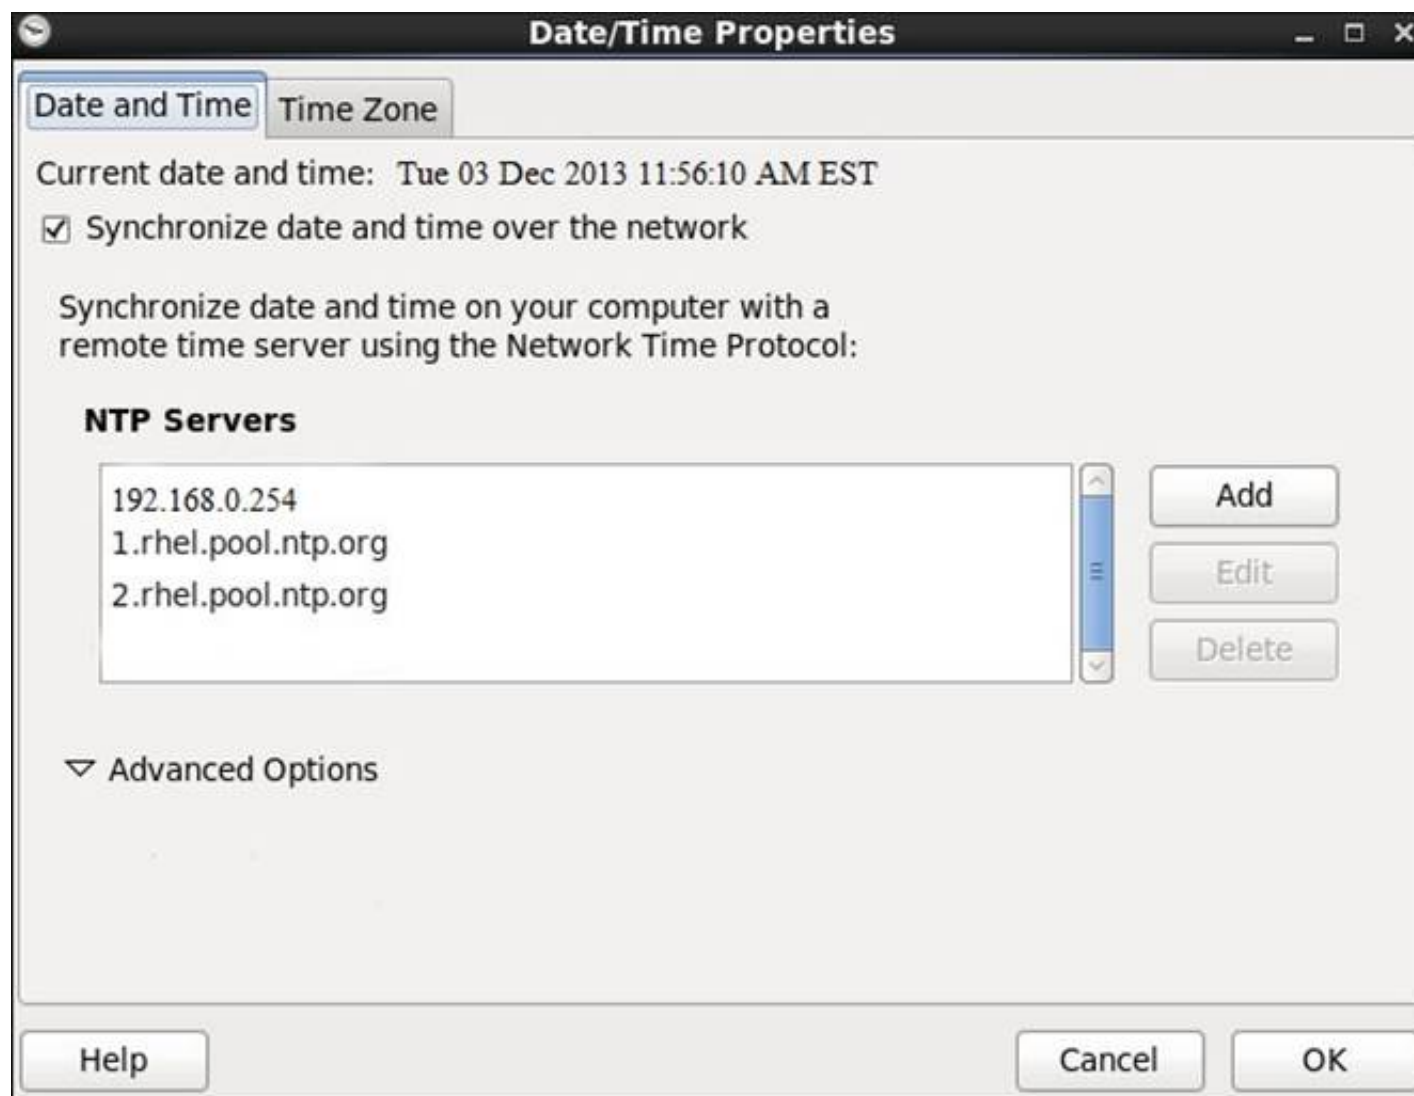 Date/Time Properties
Date and Time
Time Zone
Current date and time: Tue 03 Dec 2013 11:56:10 AM EST
Synchronize date and time over the network
Synchronize date and time on your computer with a
remote time server using the Network Time Protocol:
NTP Servers
192.168.0.254
1.rhel.pool.ntp.org
2.rhel.pool.ntp.org
Add
Edit
Delete
Advanced Options
Help
Cancel
OK